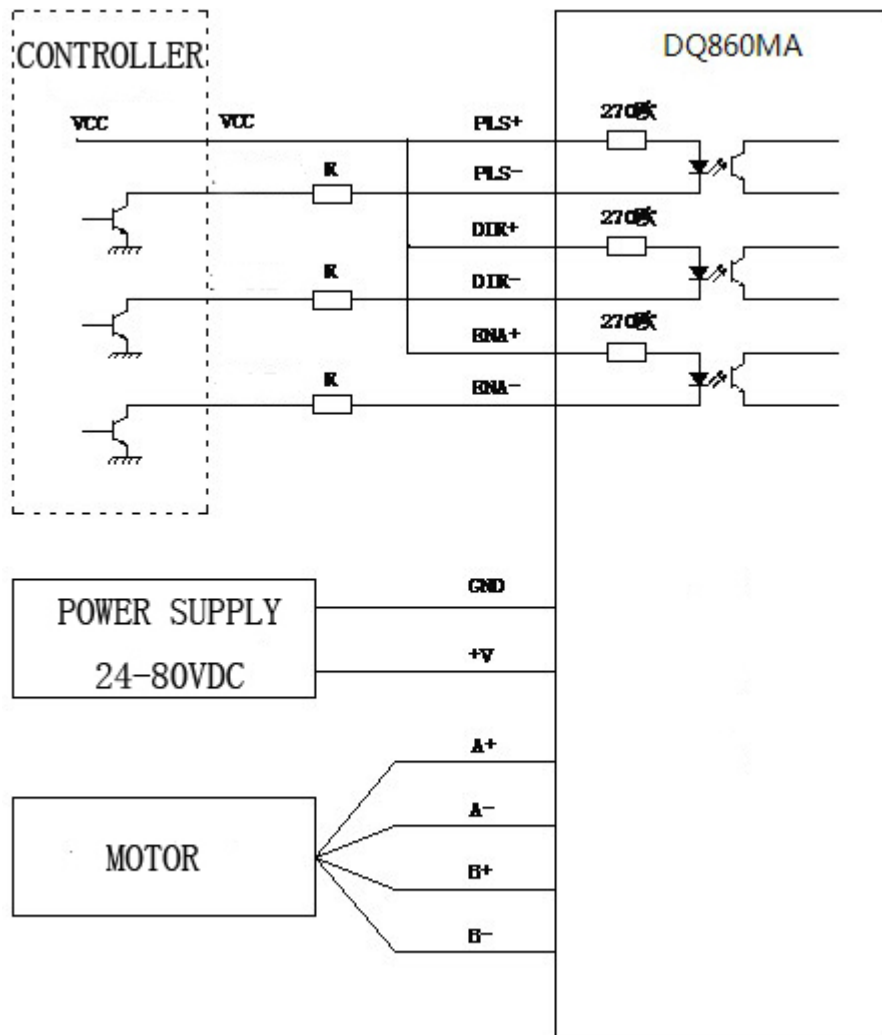 CONTROLLER
DQ860MA
VCC
VCC
PLS+
270欧
R
PLS-
DIR+
270欧
R
DIR-
ENA+
270欧
R
ENA-
POWER SUPPLY
24-80VDC
GND
+V
MOTOR
A+
A-
B+
B-